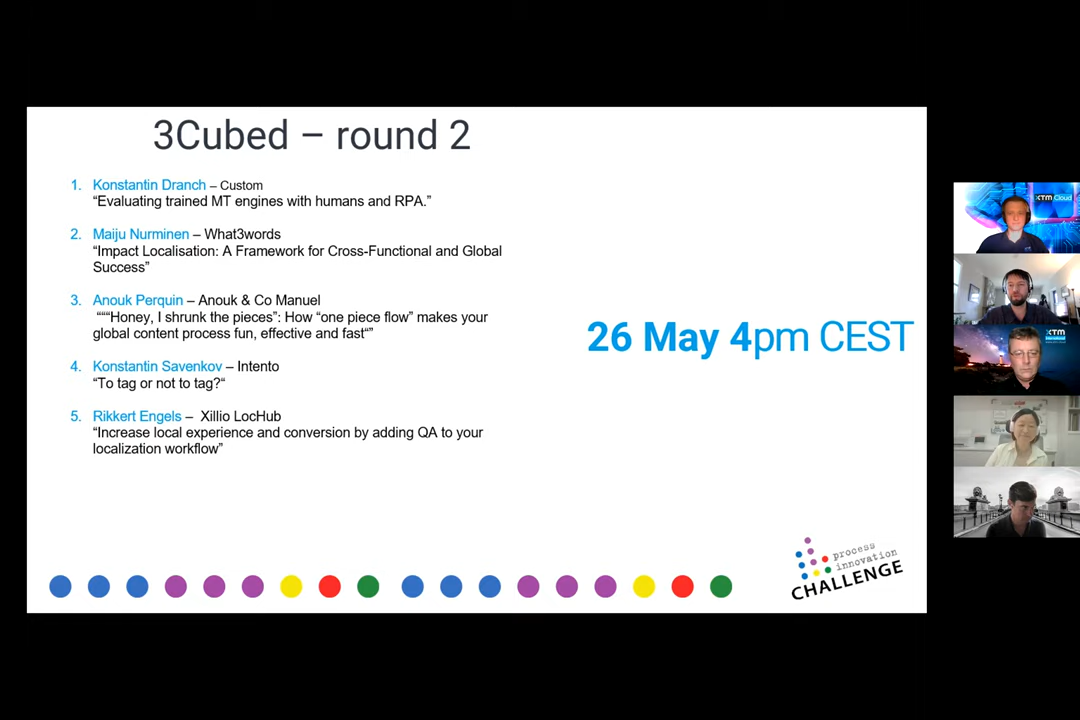 3Cubed – round 2
1. Konstantin Dranch – Custom
“Evaluating trained MT engines with humans and RPA.”
2. Maiju Nurminen – What3words
“Impact Localisation: A Framework for Cross-Functional and Global
Success”
3. Anouk Perquin – Anouk & Co Manuel
“““Honey, I shrunk the pieces”: How “one piece flow” makes your
global content process fun, effective and fast“”
4. Konstantin Savenkov – Intento
“To tag or not to tag?“
5. Rikkert Engels – Xillio LocHub
“Increase local experience and conversion by adding QA to your
localization workflow”
26 May 4pm CEST
process
innovation
CHALLENGE
XTM Cloud
XTM